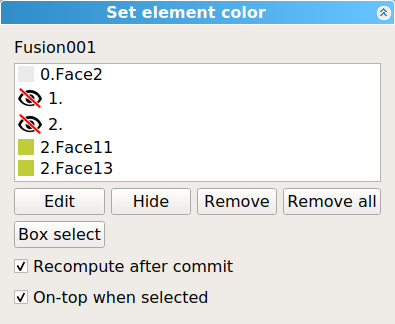 Set element color
Fusion001
0.Face2
1.
2.
2.Face11
2.Face13
Edit Hide Remove Remove all
Box select
Recompute after commit
On-top when selected